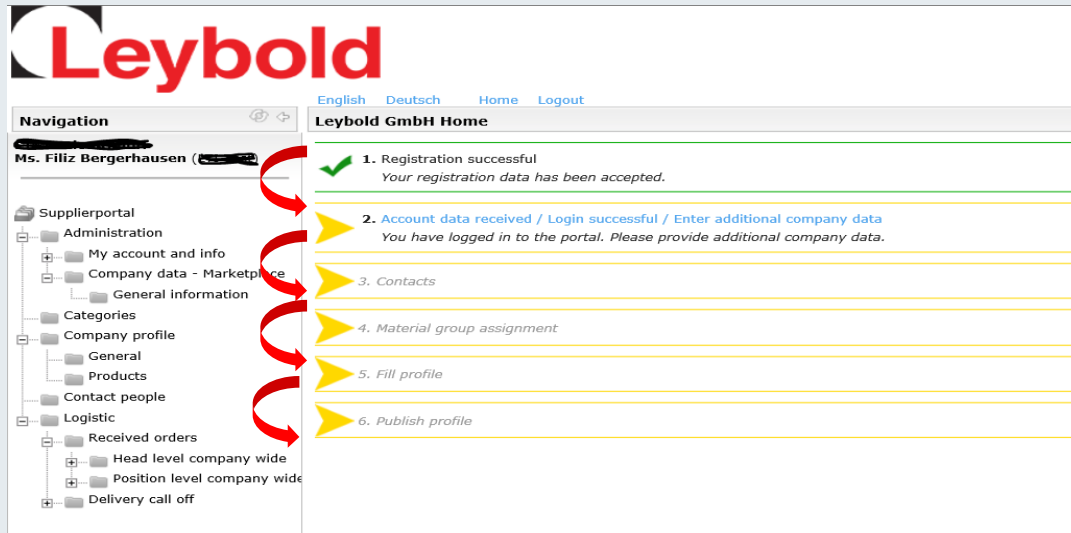 Leybold
English Deutsch Home Logout
Navigation
Leybold GmbH Home
Ms. Filiz Bergerhausen (
1. Registration successful
Your registration data has been accepted.
2. Account data received / Login successful / Enter additional company data
You have logged in to the portal. Please provide additional company data.
3. Contacts
4. Material group assignment
5. Fill profile
6. Publish profile
Supplierportal
Administration
My account and info
Company data - Marketplace
General information
Categories
Company profile
General
Products
Contact people
Logistic
Received orders
Head level company wide
Position level company wide
Delivery call off